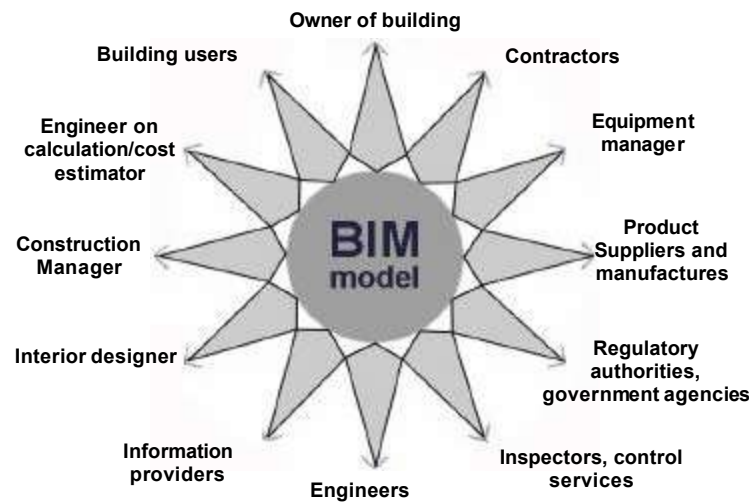 Owner of building
Building users
Contractors
Engineer on
calculation/cost
estimator
Equipment
manager
Construction
Manager
BIM
model
Product
Suppliers and
manufactures
Interior designer
Regulatory
authorities,
government agencies
Information
providers
Engineers
Inspectors, control
services